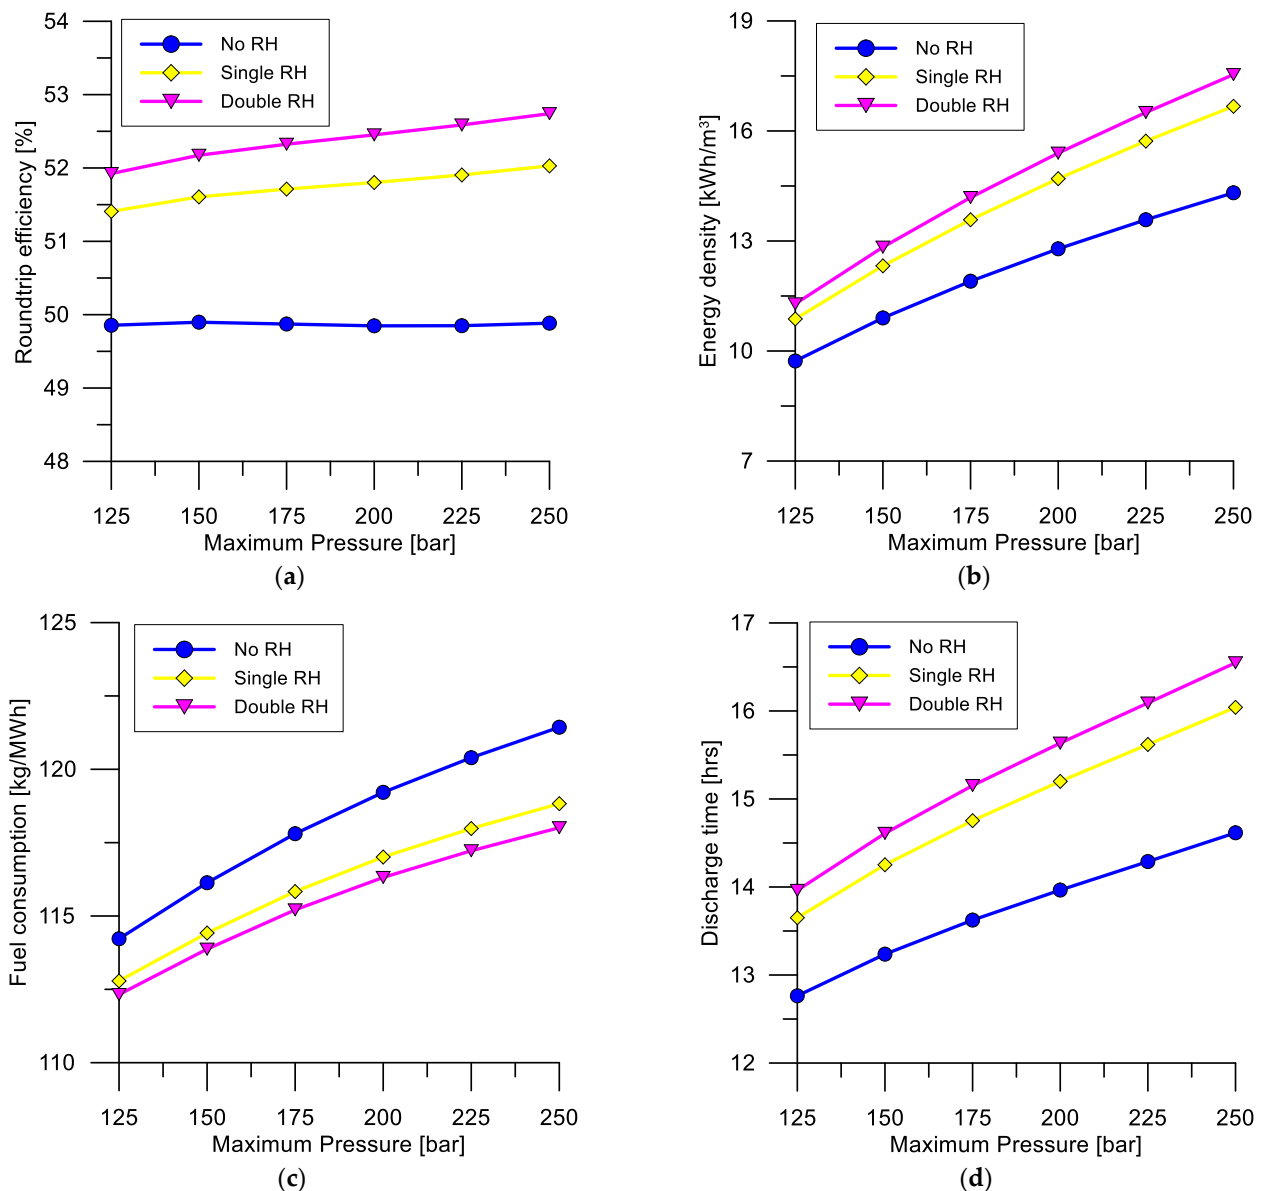 54
53
52
51
50
49
48
Roundtrip efficiency [%]
No RH
Single RH
Double RH
125 150 175 200 225 250
Maximum Pressure [bar]
(a)
19
16
13
10
7
Energy density [kWh/m³]
No RH
Single RH
Double RH
125 150 175 200 225 250
Maximum Pressure [bar]
(b)
125
120
115
110
Fuel consumption [kg/MWh]
No RH
Single RH
Double RH
125 150 175 200 225 250
Maximum Pressure [bar]
(c)
17
16
15
14
13
12
Discharge time [hrs]
No RH
Single RH
Double RH
125 150 175 200 225 250
Maximum Pressure [bar]
(d)